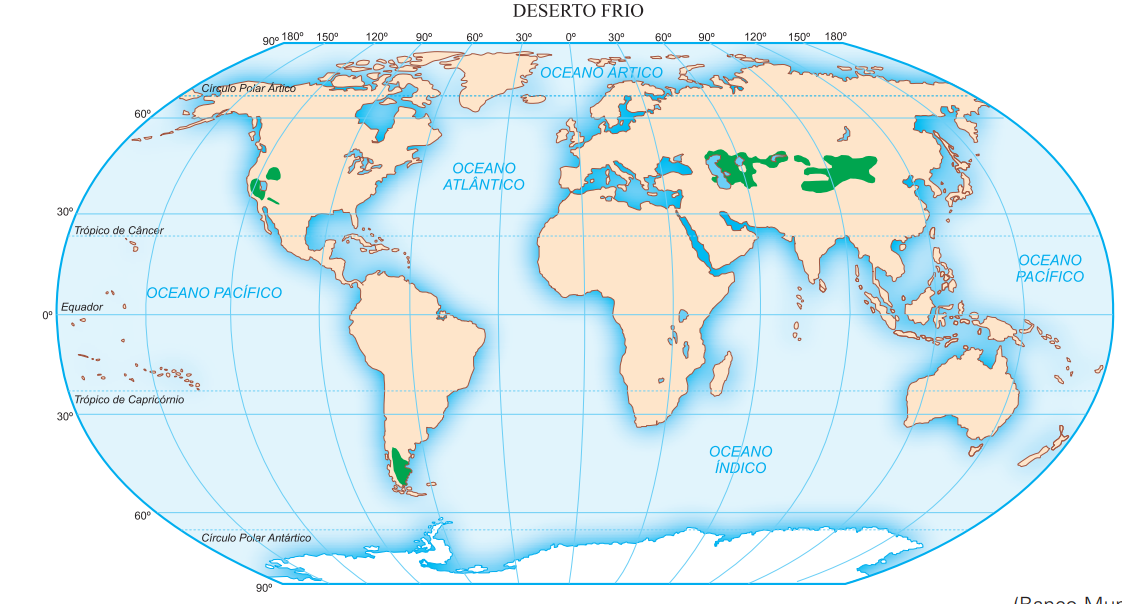 DESERTO FRIO
90º 180º 150º 120º 90º 60º 30º 0º 30º 60º 90º 120º 150º 180º
OCEANO ÁRTICO
Círculo Polar Ártico
60º
OCEANO
ATLÂNTICO
30º
Trópico de Câncer
OCEANO
PACÍFICO
OCEANO PACÍFICO
Equador
0º
Trópico de Capricórnio
30º
OCEANO
ÍNDICO
60º
Círculo Polar Antártico
90º